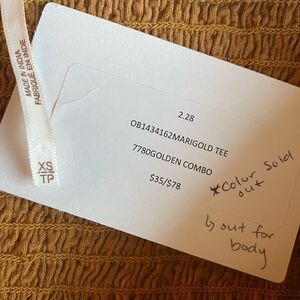 MADE IN INDIA
FABRIQUÉ EN INDE
XS
TP
2.28
OB1434162MARIGOLD TEE
7780GOLDEN COMBO
$35/$78
*Color Sold
out
out for
body